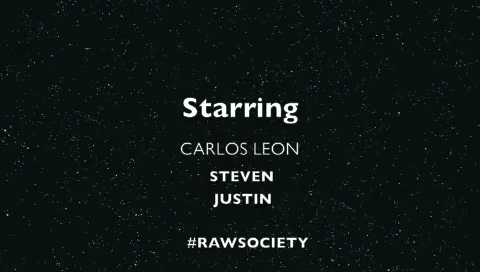 Starring
CARLOS LEON
STEVEN
JUSTIN
#RAWSOCIETY